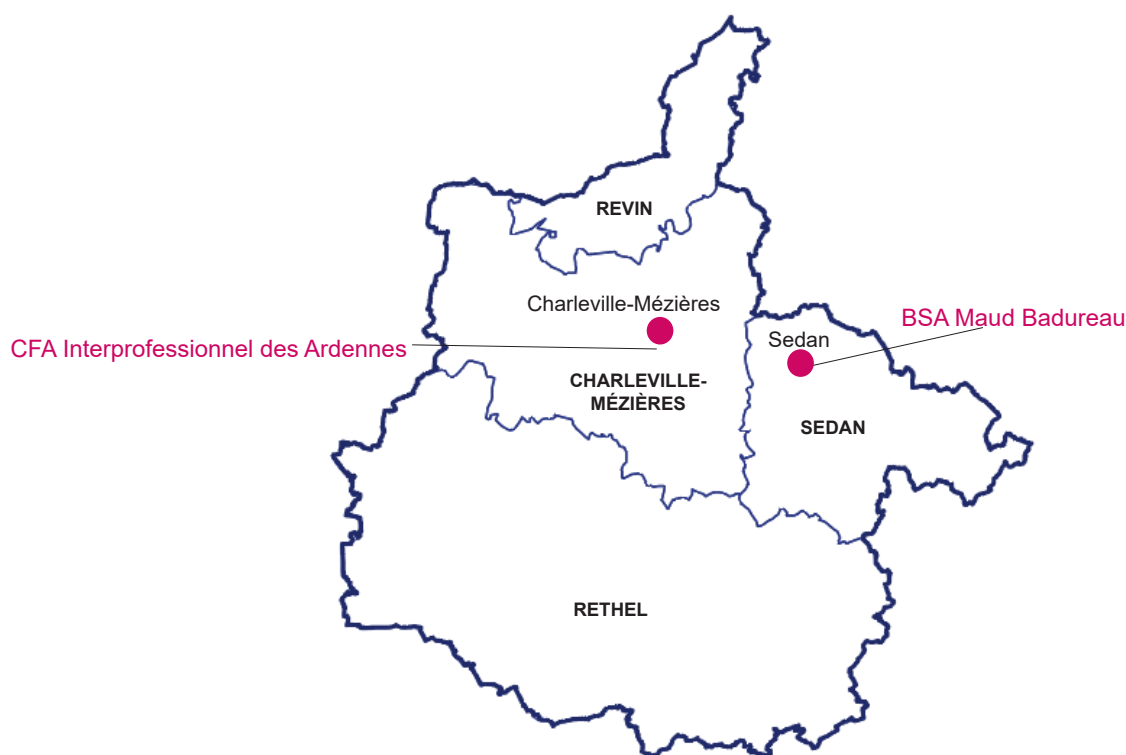 REVIN
Charleville-Mézières
BSA Maud Badureau
Sedan
CFA Interprofessionnel des Ardennes
CHARLEVILLE-
MÉZIÈRES
SEDAN
RETHEL